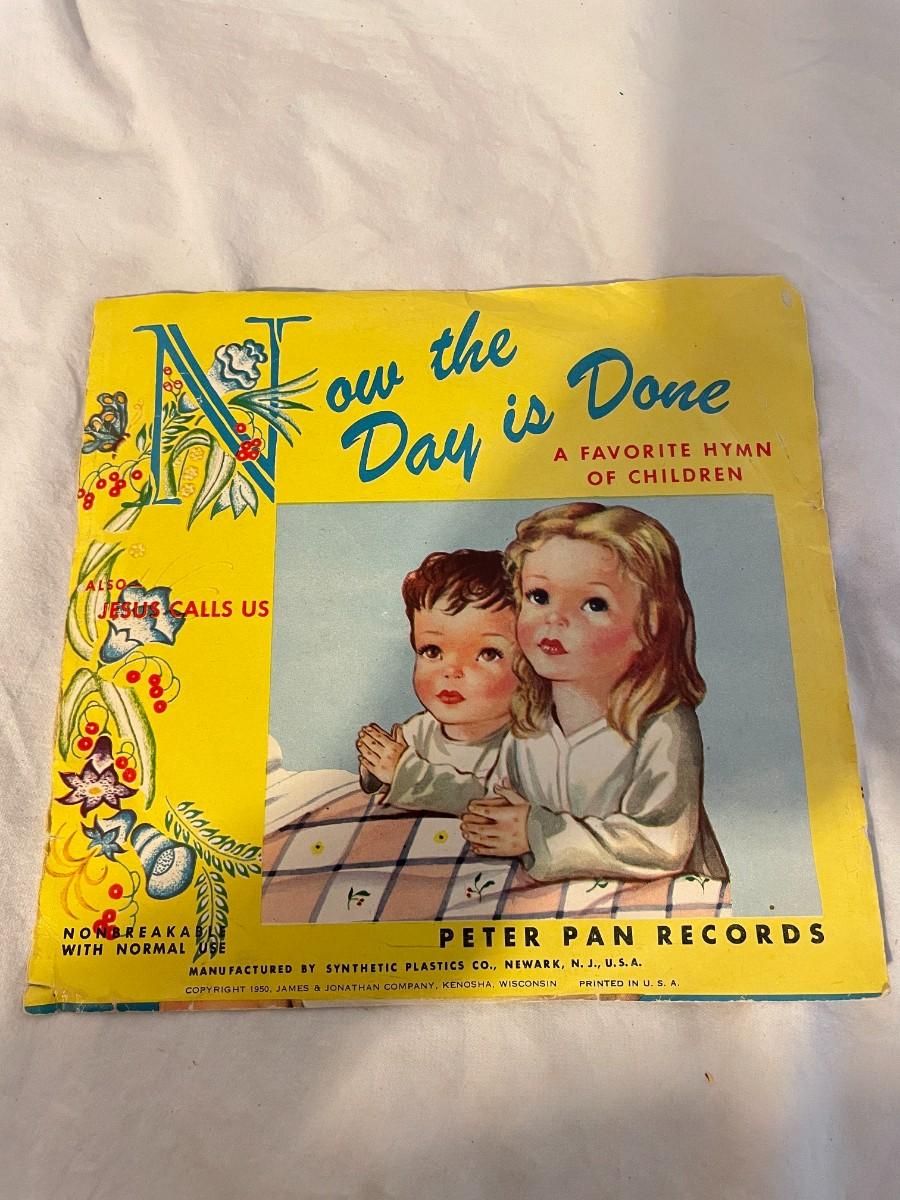 Now the
Day is Done
A FAVORITE HYMN
OF CHILDREN
ALSO—
JESUS CALLS US
NONBREAKABLE
WITH NORMAL USE
PETER PAN RECORDS
MANUFACTURED BY SYNTHETIC PLASTICS CO., NEWARK, N. J., U.S.A.
COPYRIGHT 1950, JAMES & JONATHAN COMPANY, KENOSHA, WISCONSIN PRINTED IN U. S. A.